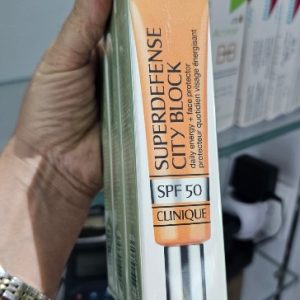 SUPERDEFENSE
CITY BLOCK
daily energy + face protector
protecteur quotidien visage énergisant
SPF 50
CLINIQUE